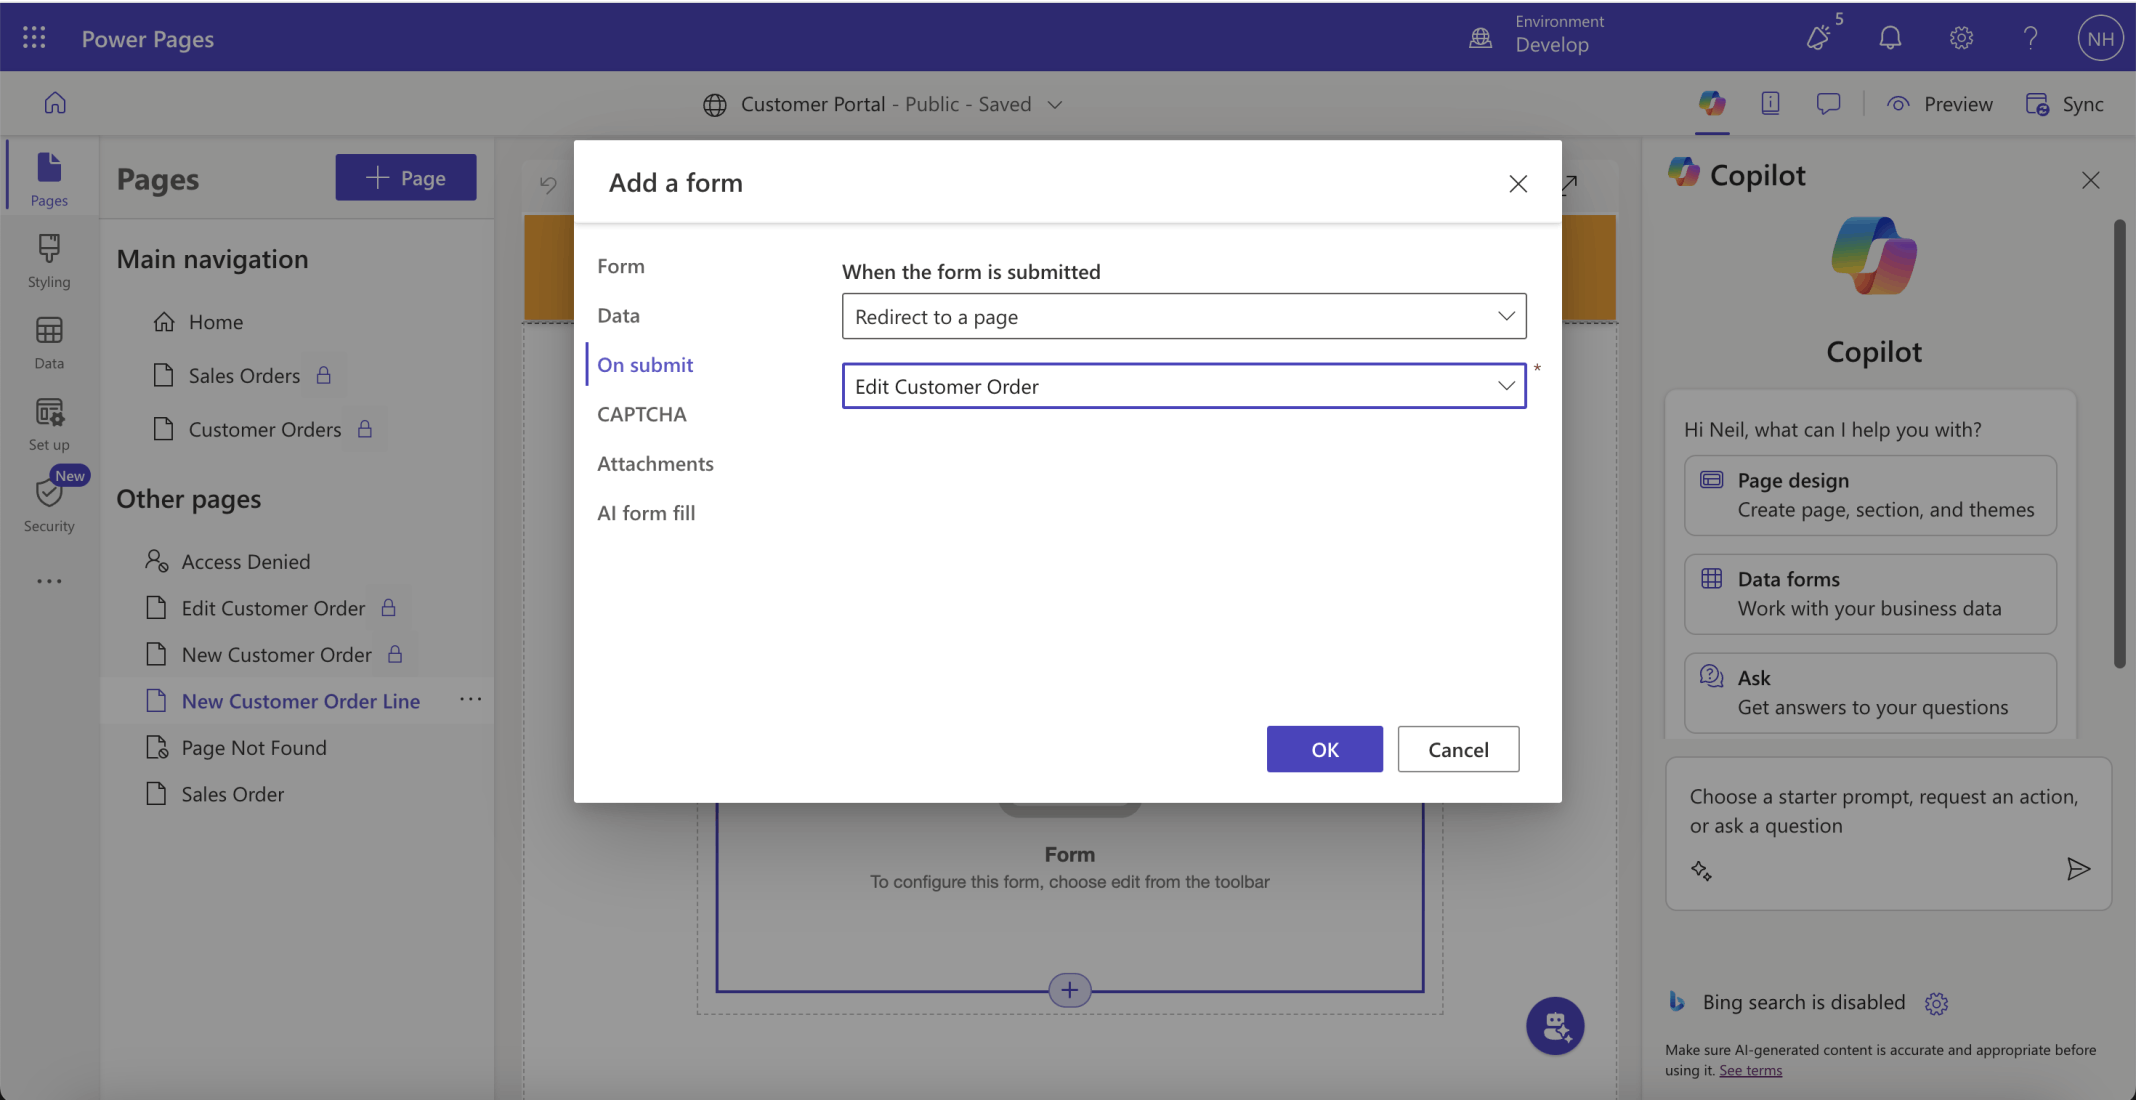 Power Pages
Environment
Develop
5
NH
Customer Portal - Public - Saved
Preview
Sync
Pages
Styling
Data
Set up
New
Security
Pages
Page
Main navigation
Home
Sales Orders
Customer Orders
Other pages
Access Denied
Edit Customer Order
New Customer Order
New Customer Order Line
Page Not Found
Sales Order
Add a form
Form
Data
On submit
CAPTCHA
Attachments
AI form fill
When the form is submitted
Redirect to a page
Edit Customer Order
*
OK
Cancel
Form
To configure this form, choose edit from the toolbar
Copilot
Copilot
Hi Neil, what can I help you with?
Page design
Create page, section, and themes
Data forms
Work with your business data
Ask
Get answers to your questions
Choose a starter prompt, request an action,
or ask a question
Bing search is disabled
Make sure AI-generated content is accurate and appropriate before
using it. See terms